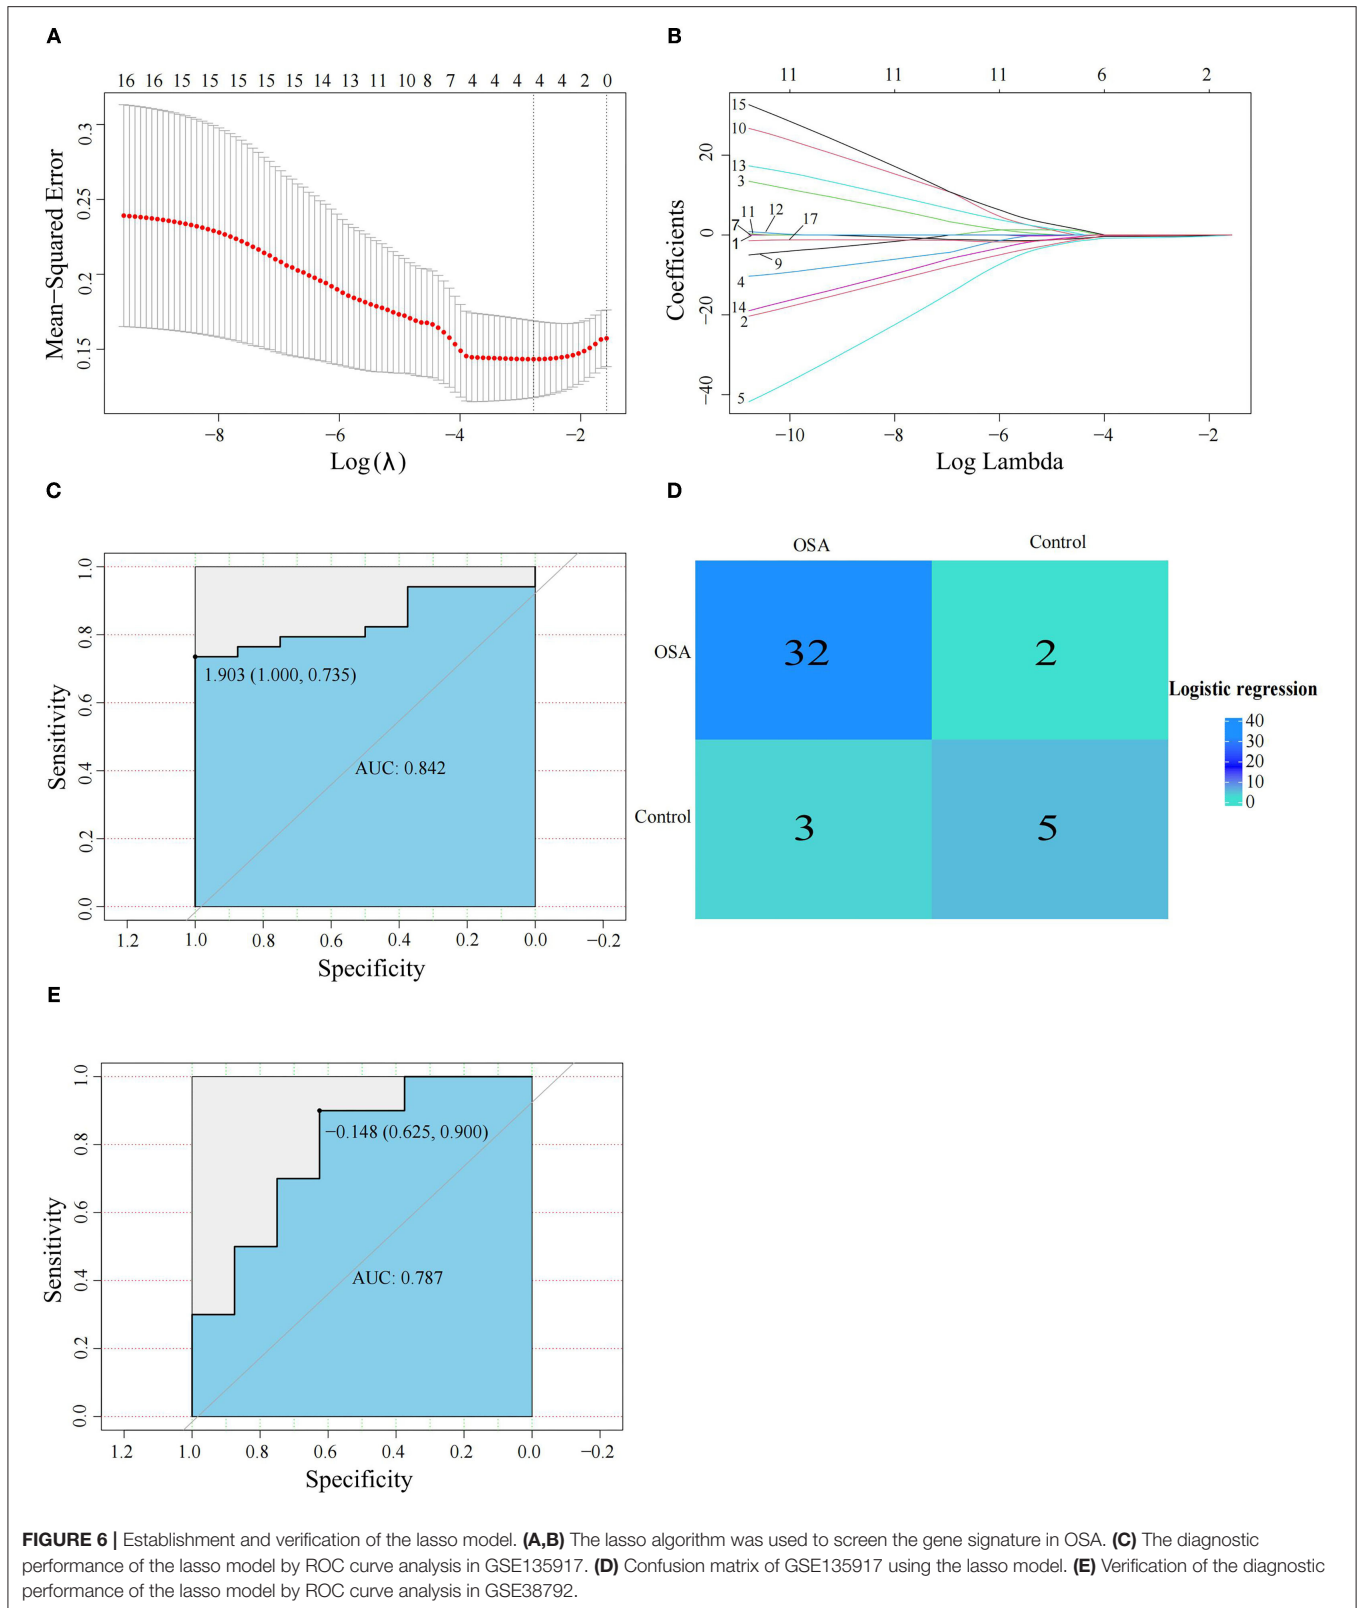 A
16 16 15 15 15 15 15 14 13 11 10 8 7 4 4 4 4 4 2 0
0.3
0.25
0.2
0.15
Mean-Squared Error
−8 −6 −4 −2
Log(λ)
B
11 11 11 6 2
15
10
13
3
11 12
7 17
1
9
4
14
2
5
20
0
−20
−40
Coefficients
−10 −8 −6 −4 −2
Log Lambda
C
1.0
0.8
0.6
0.4
0.2
0.0
Sensitivity
1.903 (1.000, 0.735)
AUC: 0.842
1.2 1.0 0.8 0.6 0.4 0.2 0.0 −0.2
Specificity
D
OSA Control
OSA 32 2
Control 3 5
Logistic regression
40
30
20
10
0
E
1.0
0.8
0.6
0.4
0.2
0.0
Sensitivity
−0.148 (0.625, 0.900)
AUC: 0.787
1.2 1.0 0.8 0.6 0.4 0.2 0.0 −0.2
Specificity
FIGURE 6 | Establishment and verification of the lasso model. (A,B) The lasso algorithm was used to screen the gene signature in OSA. (C) The diagnostic
performance of the lasso model by ROC curve analysis in GSE135917. (D) Confusion matrix of GSE135917 using the lasso model. (E) Verification of the diagnostic
performance of the lasso model by ROC curve analysis in GSE38792.